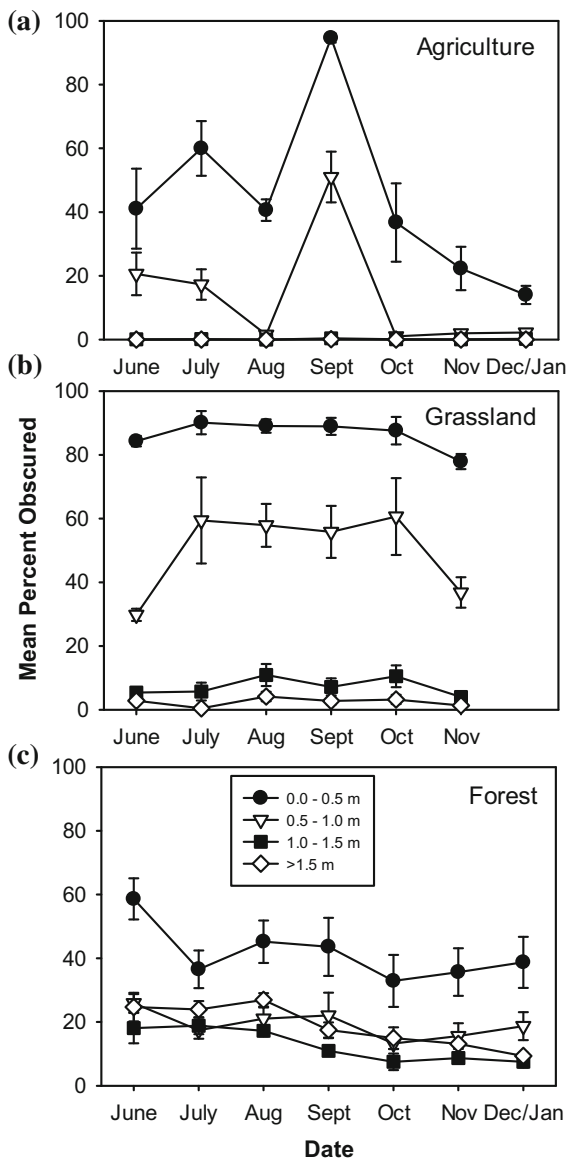 (a)
Agriculture
100
80
60
40
20
0
June July Aug Sept Oct Nov Dec/Jan
(b)
Grassland
100
80
60
40
20
0
June July Aug Sept Oct Nov
Mean Percent Obscured
(c)
Forest
100
80
60
40
20
0
0.0 - 0.5 m
0.5 - 1.0 m
1.0 - 1.5 m
>1.5 m
June July Aug Sept Oct Nov Dec/Jan
Date